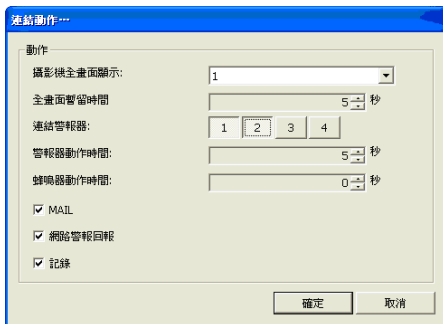 連結動作…
動作
攝影機全畫面顯示: 1
全畫面暫留時間 5 秒
連結警報器: 1 2 3 4
警報器動作時間: 5 秒
蜂鳴器動作時間: 0 秒
MAIL
網路警報回報
記錄
確定 取消